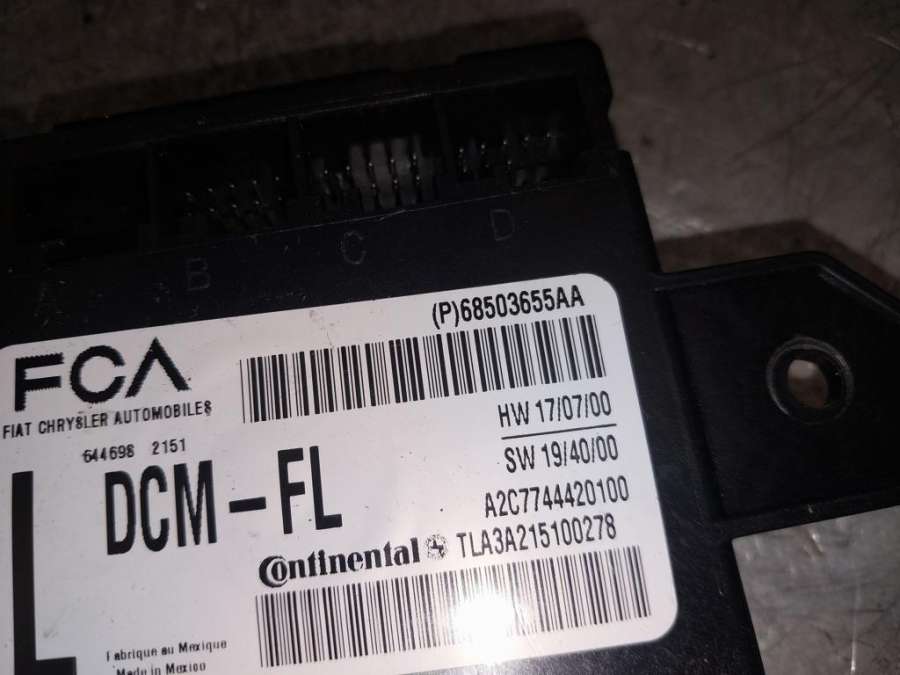 A B C D
(P)68503655AA
FCA
FIAT CHRYSLER AUTOMOBILES
HW 17/07/00
644698 2151
SW 19/40/00
DCM-FL
A2C7744420100
Continental TLA3A215100278
L
Fabrique au Mexique
Made in Mexico